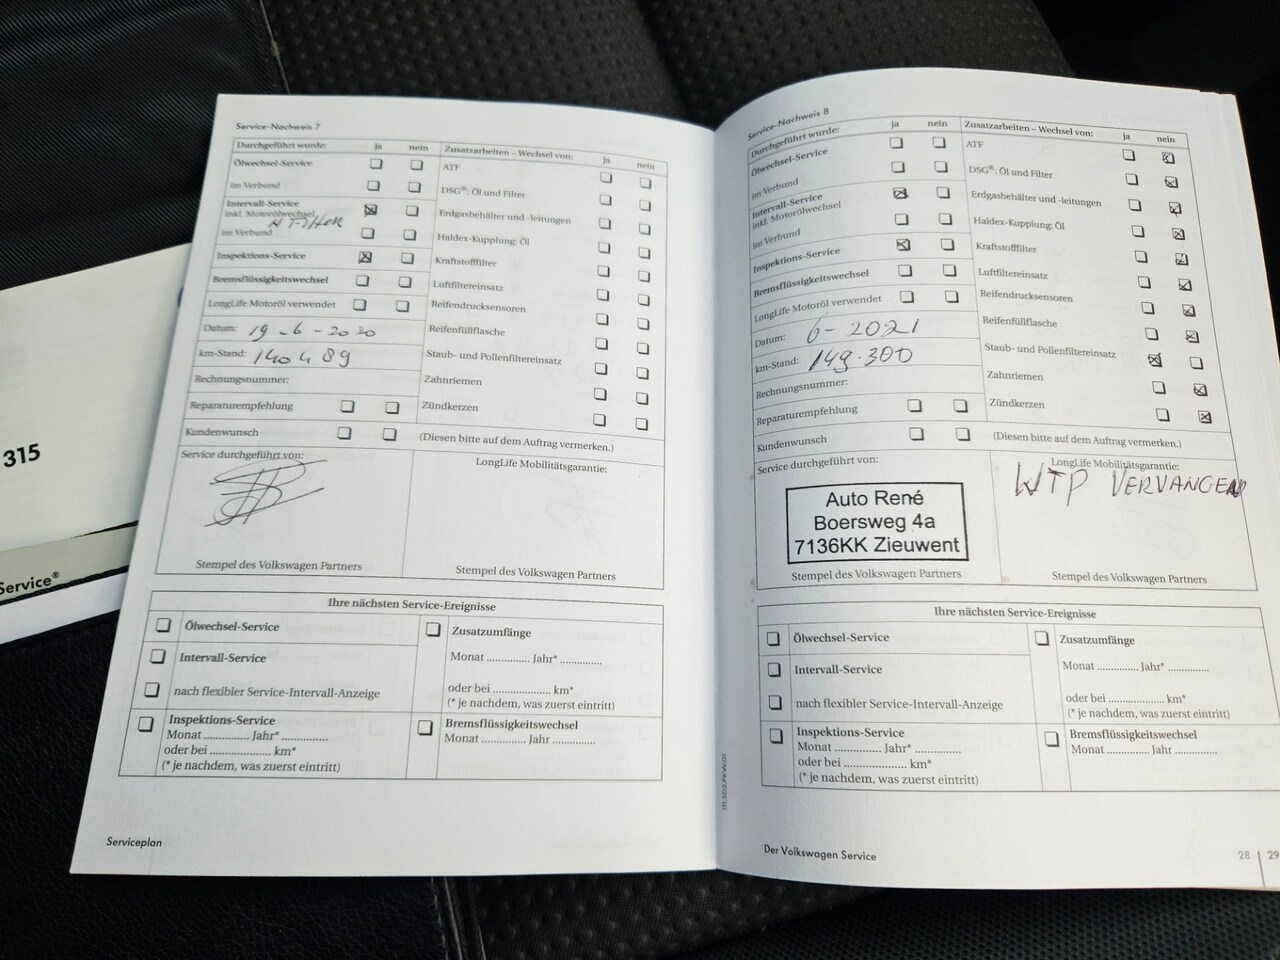 315
Service®
Service-Nachweis 7
Durchgeführt wurde: ja nein
Ölwechsel-Service
im Verbund
Intervall-Service
inkl. Motorölwechsel
im Verbund
Inspektions-Service
Bremsflüssigkeitswechsel
LongLife Motoröl verwendet
Datum: 19-6-2020
km-Stand: 140489
Rechnungsnummer:
Reparaturempfehlung
Kundenwunsch
Zusatzarbeiten – Wechsel von: ja nein
ATF
DSG®: Öl und Filter
Erdgasbehälter und -leitungen
Haldex-Kupplung: Öl
Kraftstofffilter
Luftfiltereinsatz
Reifendrucksensoren
Reifenfüllflasche
Staub- und Pollenfiltereinsatz
Zahnriemen
Zündkerzen
(Diesen bitte auf dem Auftrag vermerken.)
Service durchgeführt von:
Stempel des Volkswagen Partners
LongLife Mobilitätsgarantie:
Stempel des Volkswagen Partners
Ihre nächsten Service-Ereignisse
Ölwechsel-Service
Intervall-Service
nach flexibler Service-Intervall-Anzeige
Inspektions-Service
Monat .............. Jahr* ..............
oder bei .................... km*
(* je nachdem, was zuerst eintritt)
Zusatzumfänge
Monat .............. Jahr* ..............
oder bei .................... km*
(* je nachdem, was zuerst eintritt)
Bremsflüssigkeitswechsel
Monat .............. Jahr ..............
Serviceplan
Service-Nachweis 8
Durchgeführt wurde: ja nein
Ölwechsel-Service
im Verbund
Intervall-Service
inkl. Motorölwechsel
im Verbund
Inspektions-Service
Bremsflüssigkeitswechsel
LongLife Motoröl verwendet
Datum: 6-2021
km-Stand: 149.300
Rechnungsnummer:
Reparaturempfehlung
Kundenwunsch
Zusatzarbeiten – Wechsel von: ja nein
ATF
DSG®: Öl und Filter
Erdgasbehälter und -leitungen
Haldex-Kupplung: Öl
Kraftstofffilter
Luftfiltereinsatz
Reifendrucksensoren
Reifenfüllflasche
Staub- und Pollenfiltereinsatz
Zahnriemen
Zündkerzen
(Diesen bitte auf dem Auftrag vermerken.)
Service durchgeführt von:
Auto René
Boersweg 4a
7136KK Zieuwent
Stempel des Volkswagen Partners
LongLife Mobilitätsgarantie:
WTP VERVANGEN
Stempel des Volkswagen Partners
Ihre nächsten Service-Ereignisse
Ölwechsel-Service
Intervall-Service
nach flexibler Service-Intervall-Anzeige
Inspektions-Service
Monat .............. Jahr* ..............
oder bei .................... km*
(* je nachdem, was zuerst eintritt)
Zusatzumfänge
Monat .............. Jahr* ..............
oder bei .................... km*
(* je nachdem, was zuerst eintritt)
Bremsflüssigkeitswechsel
Monat .............. Jahr ..............
Der Volkswagen Service
28 | 29